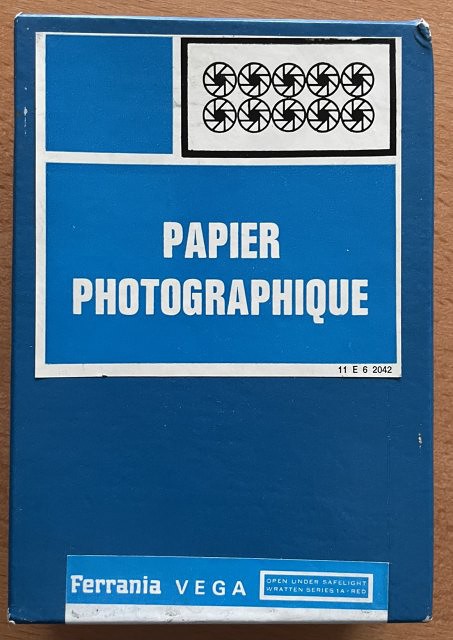 PAPIER
PHOTOGRAPHIQUE
11 E 6 2042
Ferrania VEGA
OPEN UNDER SAFELIGHT
WRATTEN SERIES 1A-RED